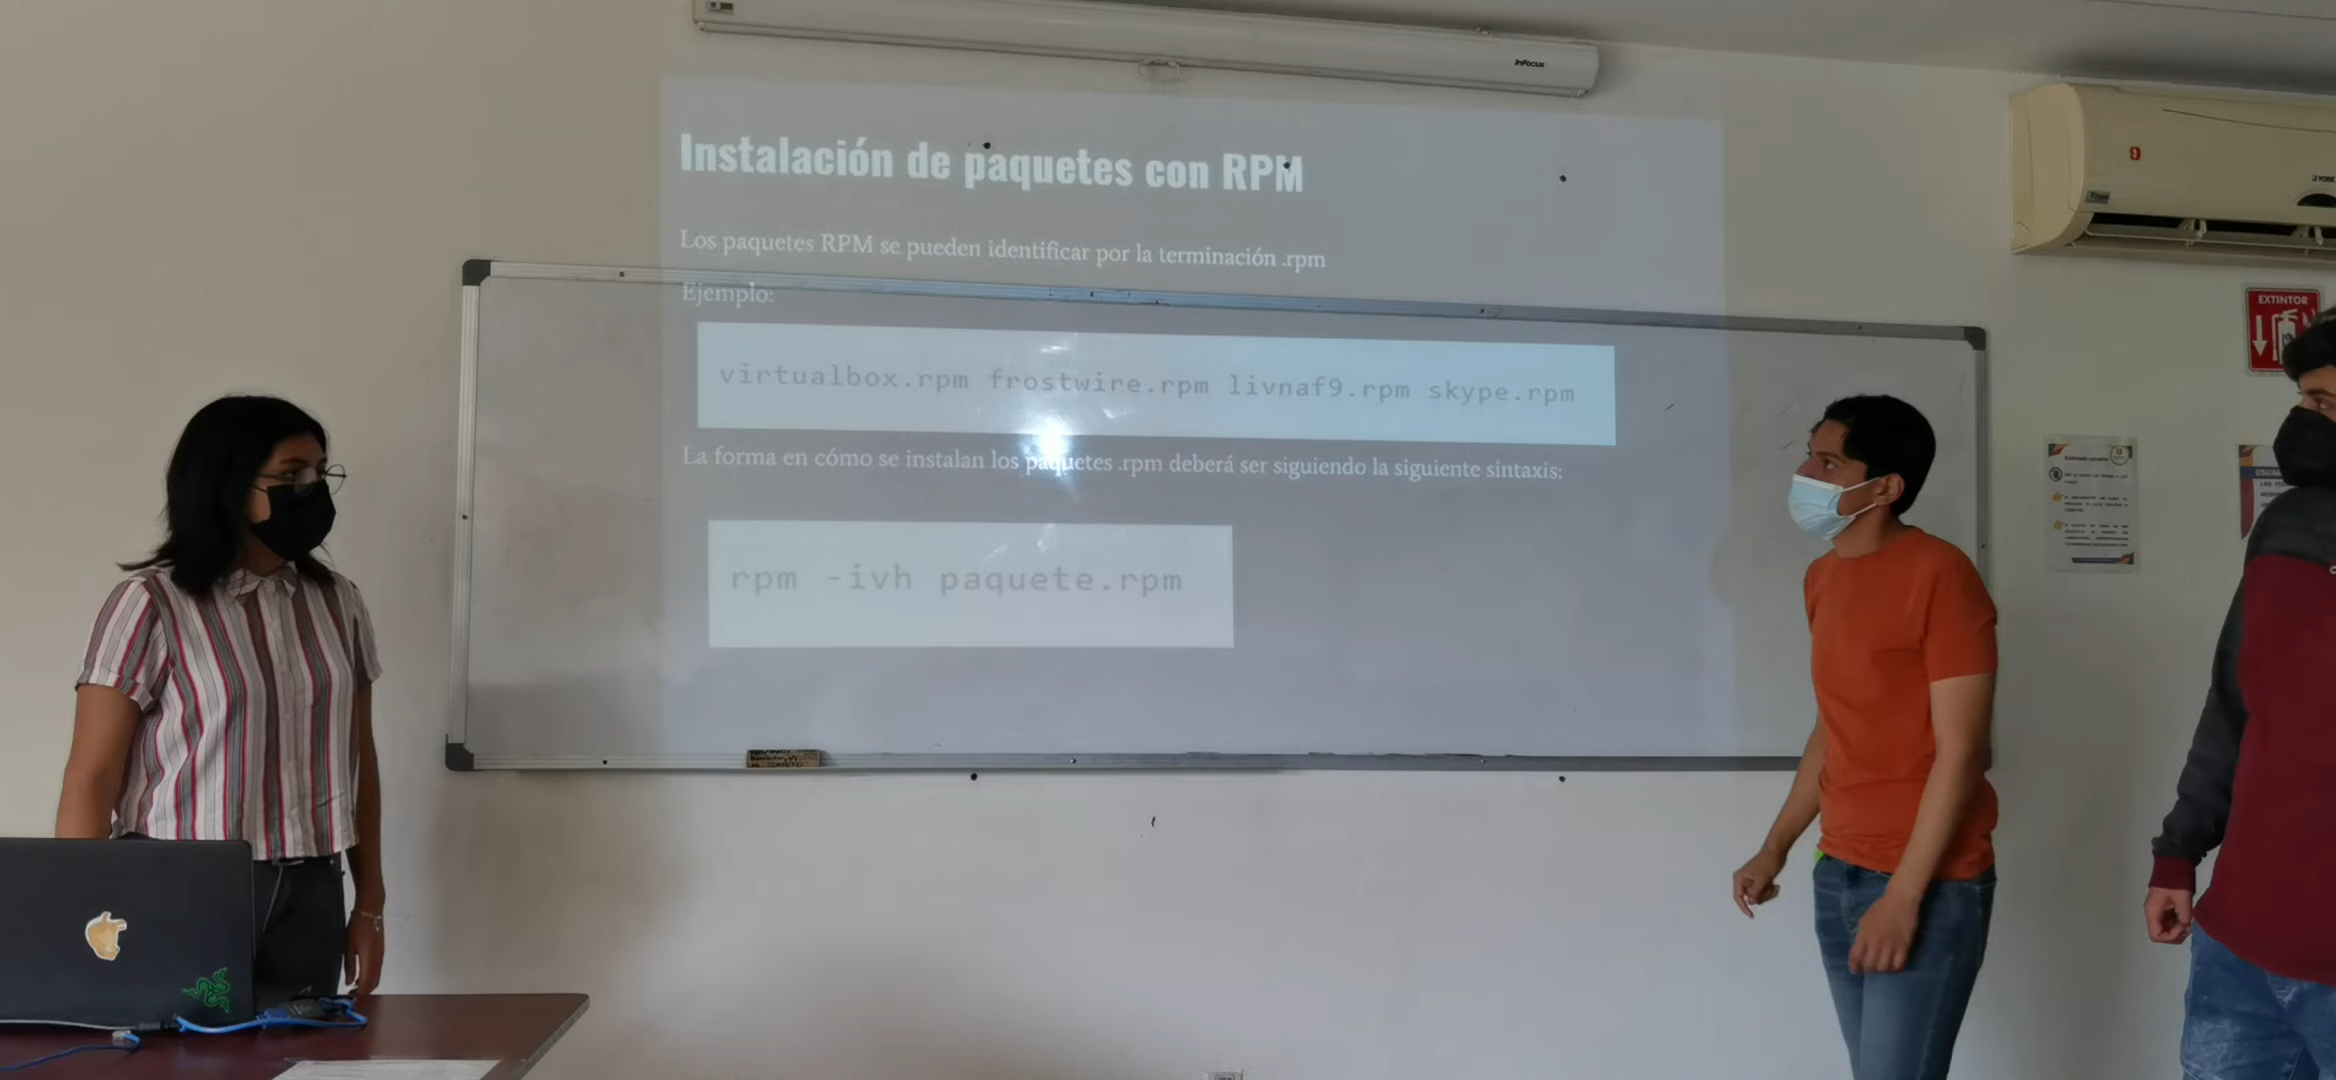 InFocus
Instalación de paquetes con RPM
Los paquetes RPM se pueden identificar por la terminación .rpm
Ejemplo:
virtualbox.rpm frostwire.rpm livnaf9.rpm skype.rpm
La forma en cómo se instalan los paquetes .rpm deberá ser siguiendo la siguiente sintaxis:
rpm -ivh paquete.rpm
YORK
EXTINTOR